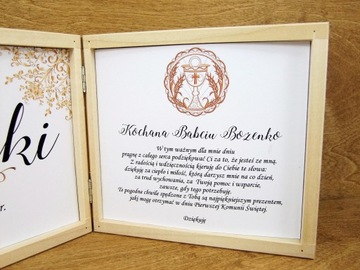 ki
r.
Kochana Babciu Bożenko
W tym ważnym dla mnie dniu
pragnę z całego serca podziękować Ci za to, że jesteś ze mną.
Z radością i wdzięcznością kieruję do Ciebie te słowa:
dziękuję za ciepło i miłość, którą darzysz mnie na co dzień,
za trud wychowania, za Twoją pomoc i wsparcie,
zawsze, gdy tego potrzebuję.
Te pogodne chwile spędzone z Tobą są najpiękniejszym prezentem,
jaki mogę otrzymać w dniu Pierwszej Komunii Świętej.
Dziękuję